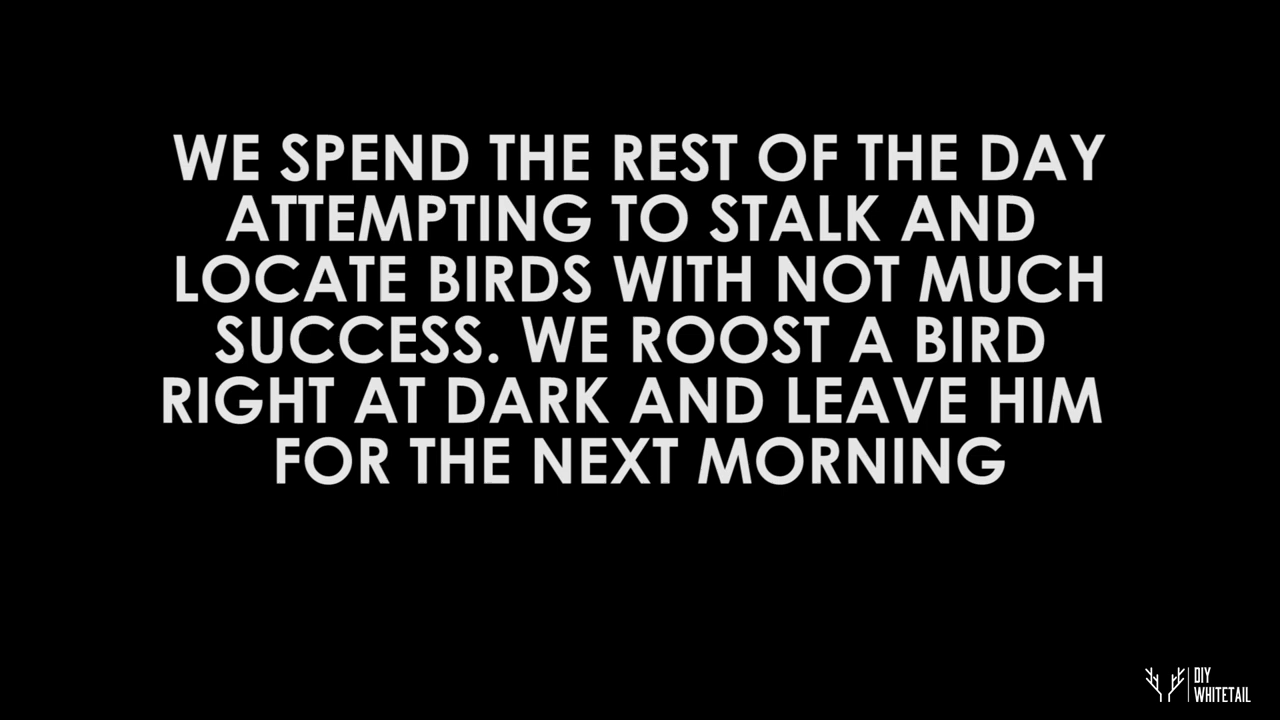 WE SPEND THE REST OF THE DAY
ATTEMPTING TO STALK AND
LOCATE BIRDS WITH NOT MUCH
SUCCESS. WE ROOST A BIRD
RIGHT AT DARK AND LEAVE HIM
FOR THE NEXT MORNING
DIY
WHITETAIL